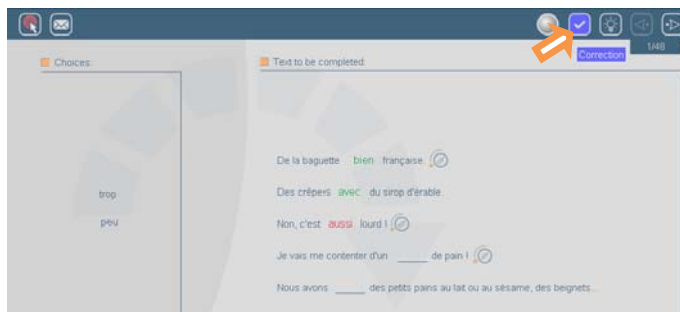 Correction
1/48
Choices:
Text to be completed:
De la baguette bien française.
trop
Des crêpers avec du sirop d'érable.
peu
Non, c'est aussi lourd !
Je vais me contenter d'un _____ de pain !
Nous avons _____ des petits pains au lait ou au sésame, des beignets...